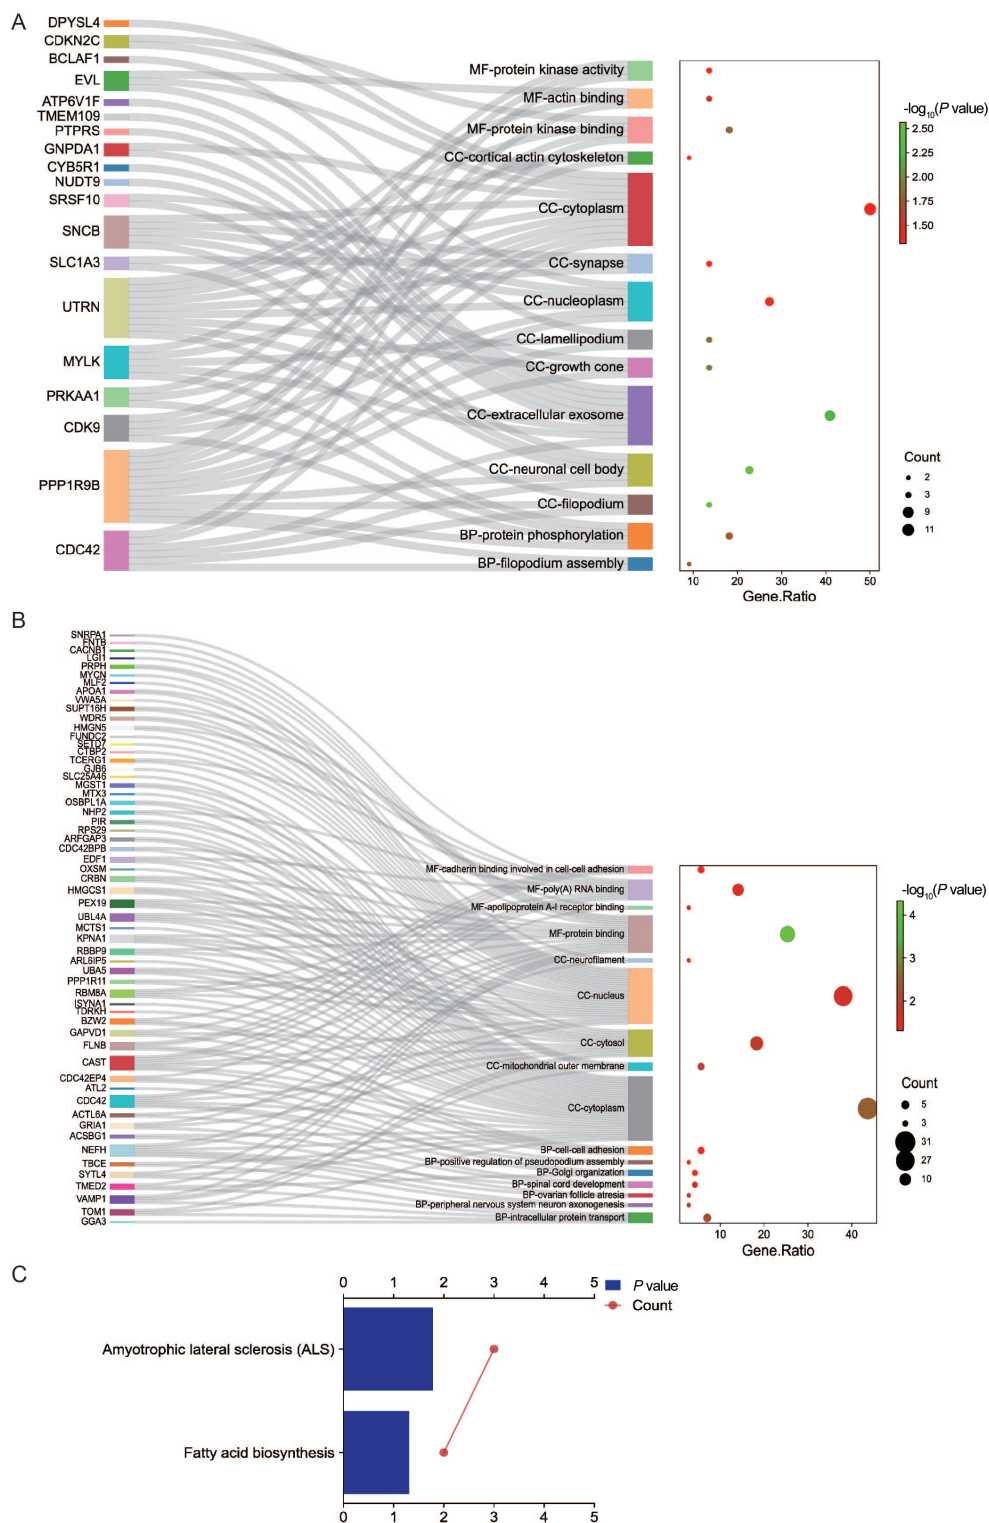 A
DPYSL4
CDKN2C
BCLAF1
EVL
ATP6V1F
TMEM109
PTPRS
GNPDA1
CYB5R1
NUDT9
SRSF10
SNCB
SLC1A3
UTRN
MYLK
PRKAA1
CDK9
PPP1R9B
CDC42
MF-protein kinase activity
MF-actin binding
MF-protein kinase binding
CC-cortical actin cytoskeleton
CC-cytoplasm
CC-synapse
CC-nucleoplasm
CC-lamellipodium
CC-growth cone
CC-extracellular exosome
CC-neuronal cell body
CC-filopodium
BP-protein phosphorylation
BP-filopodium assembly
10 20 30 40 50
Gene.Ratio
-log10(P value)
2.50
2.25
2.00
1.75
1.50
Count
2
3
9
11
B
SNRPA1
FNTB
CACNB1
LGI1
PRPH
MYCN
MLF2
APOA1
VWA5A
SUPT16H
WDR5
HMGN5
FUNDC2
SETD7
CTBP2
TCERG1
GJB6
SLC25A46
MGST1
MTX3
OSBPL1A
NHP2
PIR
RPS29
ARFGAP3
CDC42BPB
EDF1
OXSM
CRBN
HMGCS1
PEX19
UBL4A
MCTS1
KPNA1
RBBP9
ARL6IP5
UBA5
PPP1R11
RBM8A
ISYNA1
TDRKH
BZW2
GAPVD1
FLNB
CAST
CDC42EP4
ATL2
CDC42
ACTL6A
GRIA1
ACSBG1
NEFH
TBCE
SYTL4
TMED2
VAMP1
TOM1
GGA3
MF-cadherin binding involved in cell-cell adhesion
MF-poly(A) RNA binding
MF-apolipoprotein A-I receptor binding
MF-protein binding
CC-neurofilament
CC-nucleus
CC-cytosol
CC-mitochondrial outer membrane
CC-cytoplasm
BP-cell-cell adhesion
BP-positive regulation of pseudopodium assembly
BP-Golgi organization
BP-spinal cord development
BP-ovarian follicle atresia
BP-peripheral nervous system neuron axonogenesis
BP-intracellular protein transport
10 20 30 40
Gene.Ratio
-log10(P value)
4
3
2
Count
5
3
31
27
10
C
0 1 2 3 4 5
P value
Count
Amyotrophic lateral sclerosis (ALS)
Fatty acid biosynthesis
0 1 2 3 4 5